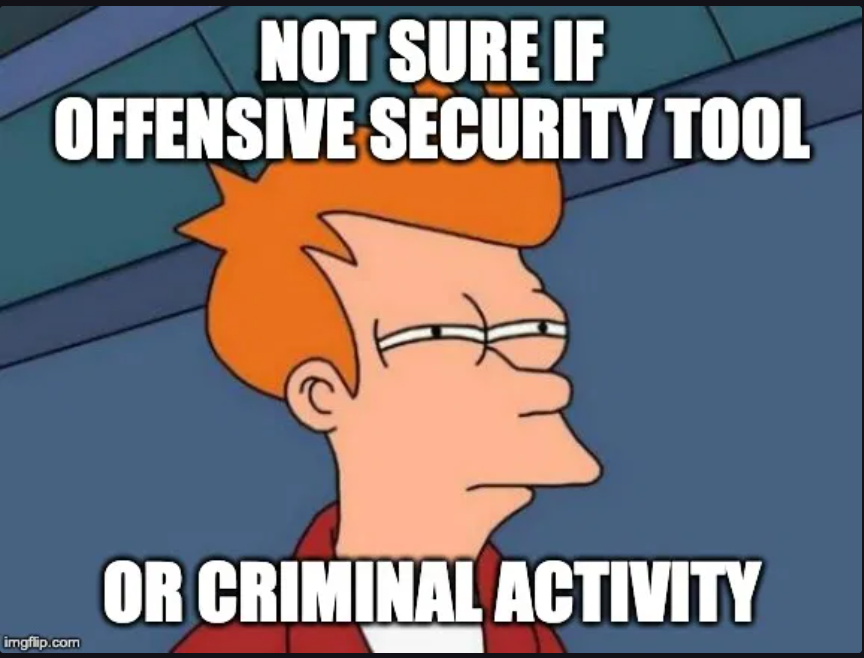 NOT SURE IF
OFFENSIVE SECURITY TOOL
OR CRIMINAL ACTIVITY
imgflip.com